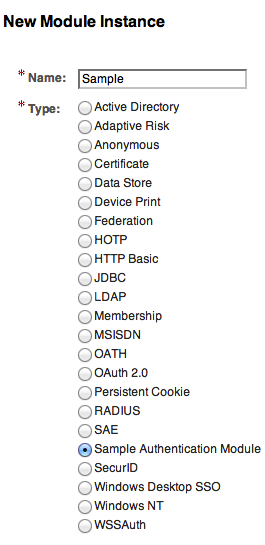 New Module Instance
* Name: Sample
* Type: Active Directory
Adaptive Risk
Anonymous
Certificate
Data Store
Device Print
Federation
HOTP
HTTP Basic
JDBC
LDAP
Membership
MSISDN
OATH
OAuth 2.0
Persistent Cookie
RADIUS
SAE
Sample Authentication Module
SecurID
Windows Desktop SSO
Windows NT
WSSAuth